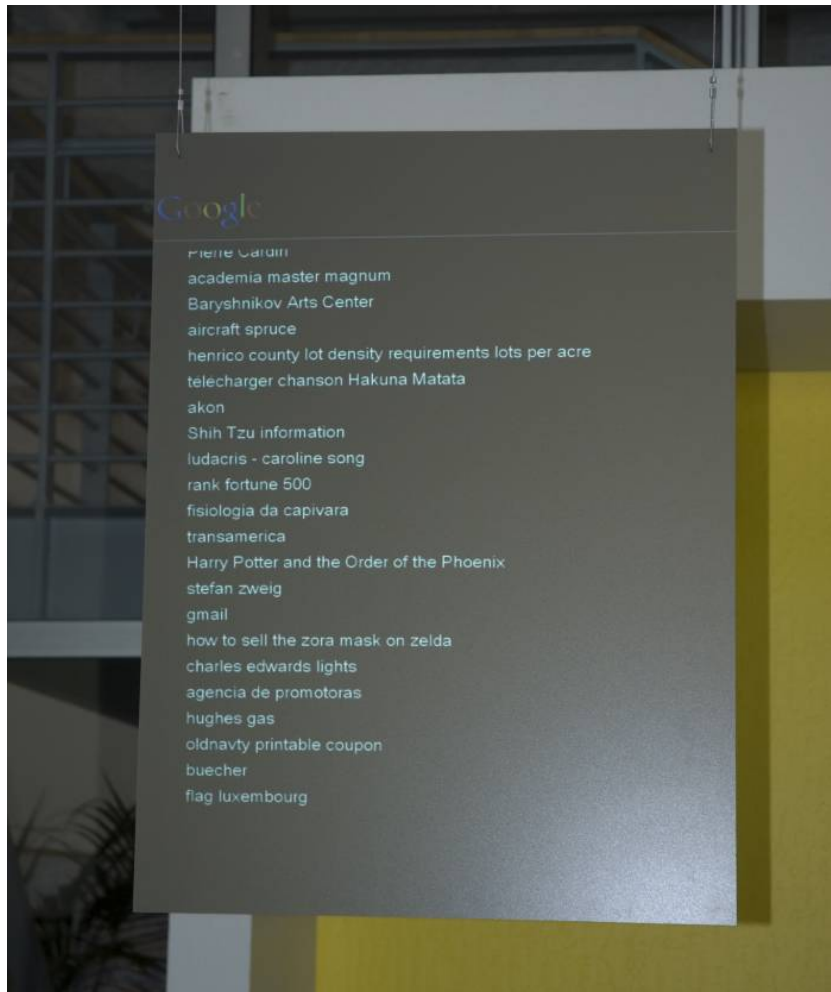 Google
Pierre Cardin
academia master magnum
Baryshnikov Arts Center
aircraft spruce
henrico county lot density requirements lots per acre
télécharger chanson Hakuna Matata
akon
Shih Tzu information
ludacris - caroline song
rank fortune 500
fisiologia da capivara
transamerica
Harry Potter and the Order of the Phoenix
stefan zweig
gmail
how to sell the zora mask on zelda
charles edwards lights
agencia de promotoras
hughes gas
oldnavty printable coupon
buecher
flag luxembourg